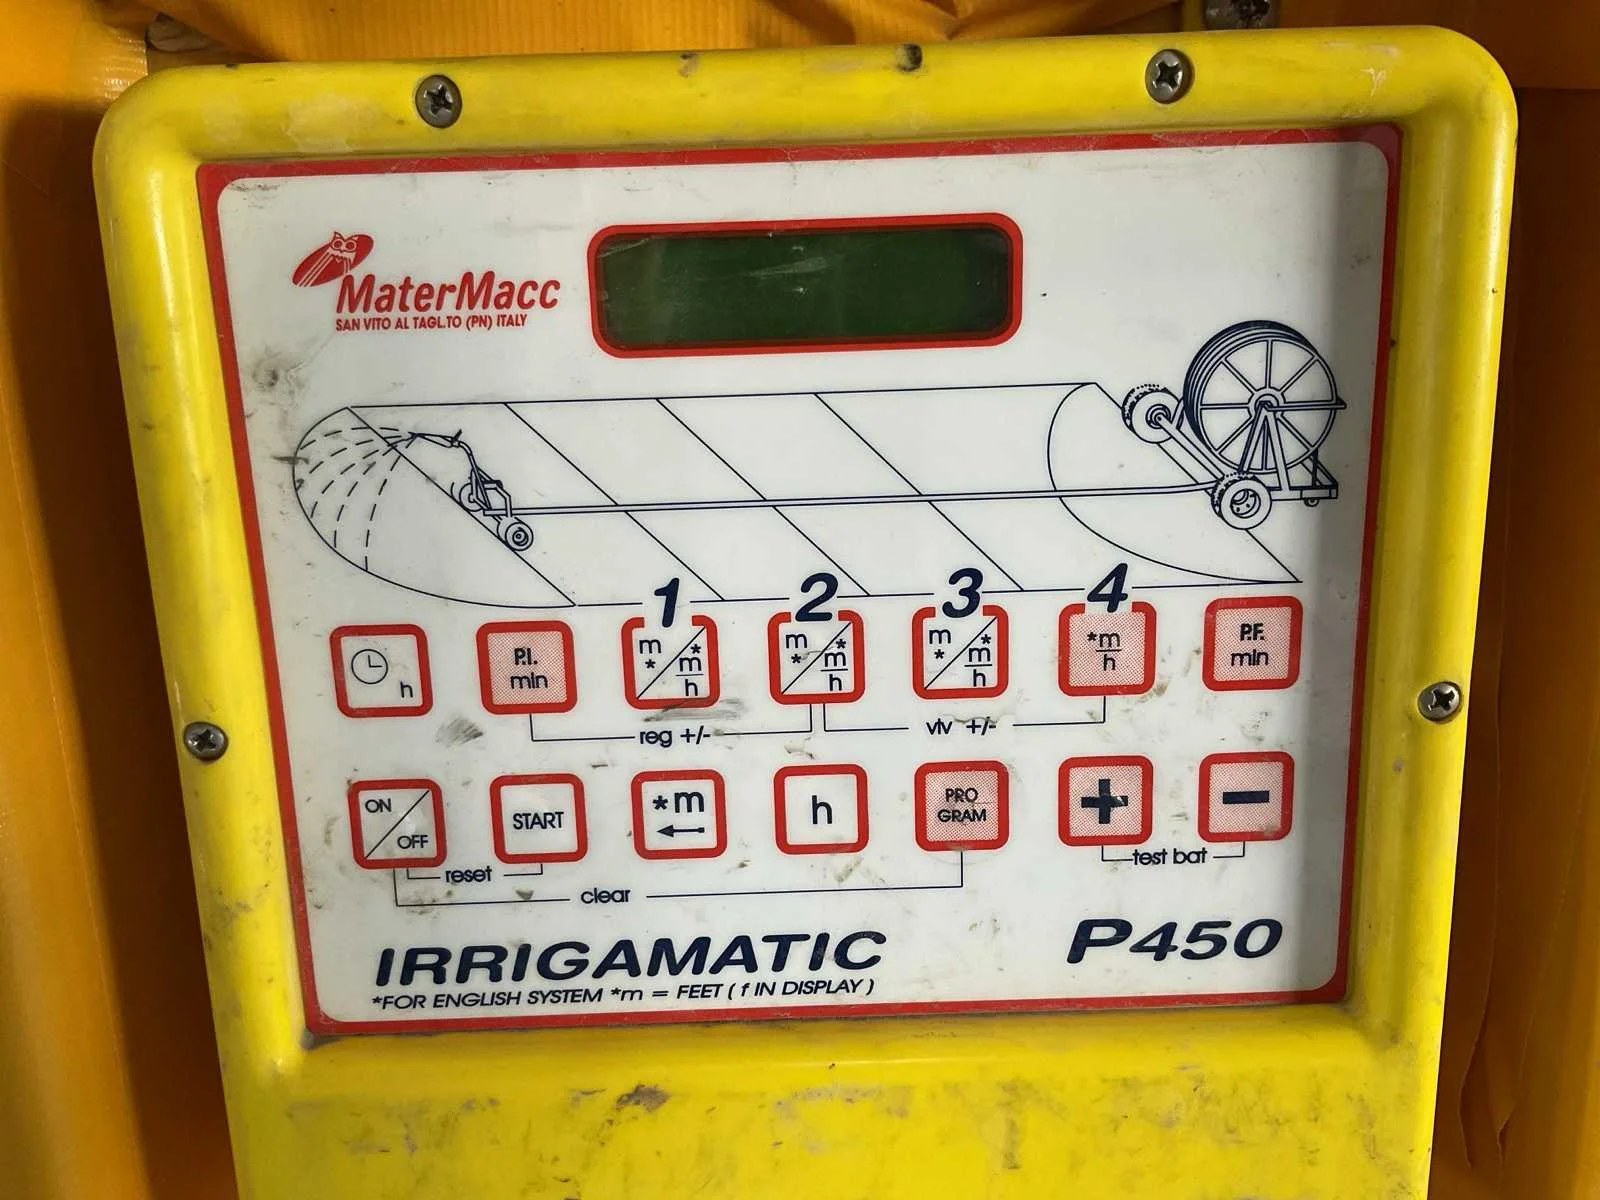 MaterMacc
SAN VITO AL TAGL.TO (PN) ITALY
1 2 3 4
h
P.I.
min
m
*
*m
h
m
*
*m
h
m
*
*m
h
*m
h
P.F.
min
reg +/-
vlv +/-
ON
OFF
START
*m
h
PRO
GRAM
+
-
reset
test bat
clear
IRRIGAMATIC
P450
*FOR ENGLISH SYSTEM *m = FEET ( f IN DISPLAY )